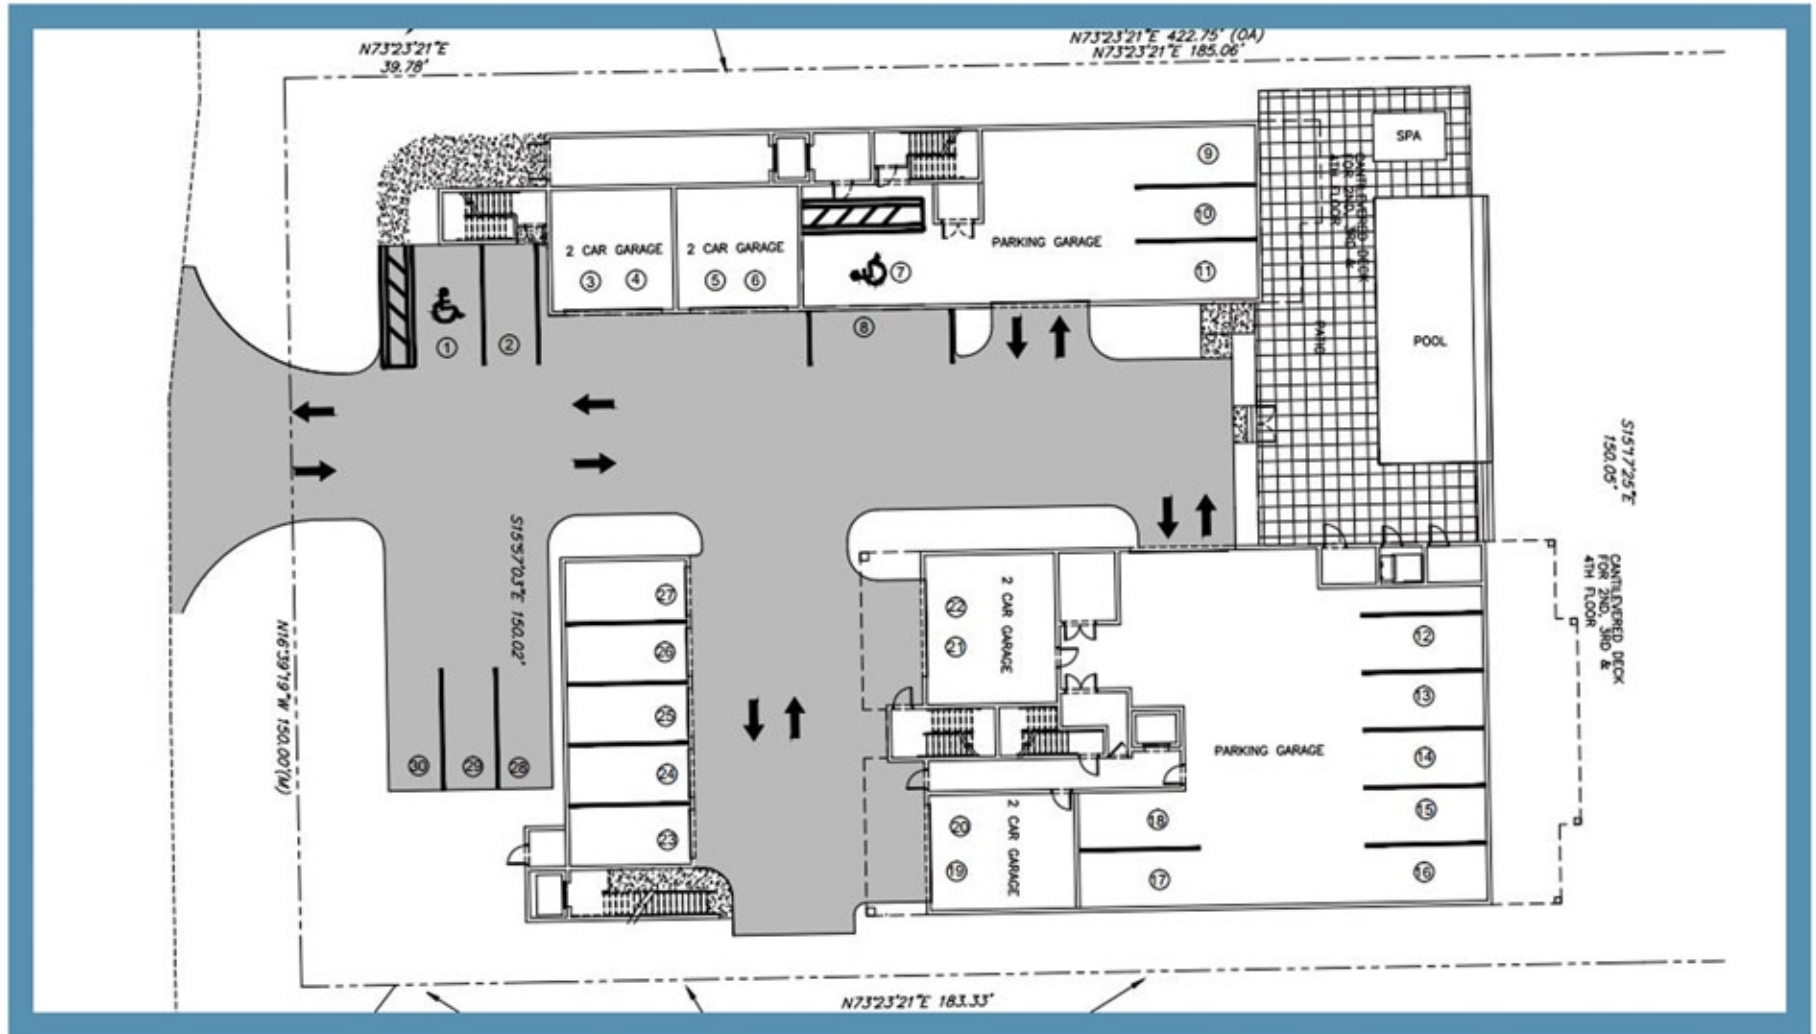 N73°23'21"E
39.78'
N73°23'21"E 422.75' (OA)
N73°23'21"E 185.06'
SPA
CANTILEVERED DECK
FOR 2ND, 3RD &
4TH FLOOR
9
10
11
PARKING GARAGE
2 CAR GARAGE
3 4
2 CAR GARAGE
5 6
7
8
1
2
PATIO
POOL
S15°17'25"E
150.05'
S15°57'03"E 150.02'
N16°39'19"W 150.00'(M)
27
26
25
24
23
30 29 28
2 CAR GARAGE
22
21
2 CAR GARAGE
20
19
PARKING GARAGE
12
13
14
15
16
18
17
CANTILEVERED DECK
FOR 2ND, 3RD &
4TH FLOOR
N73°23'21"E 183.33'